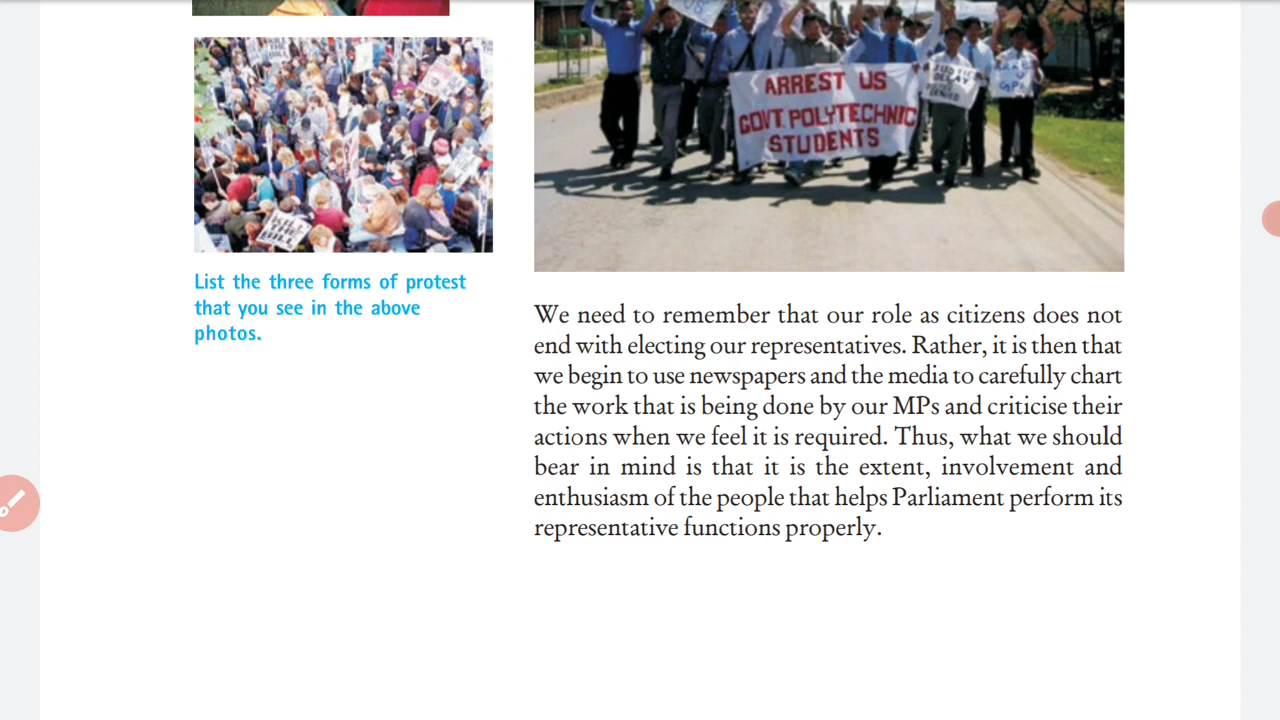 ARREST US
GOVT. POLYTECHNIC
STUDENTS
DELAY
KILL
THE
BILL
List the three forms of protest
that you see in the above
photos.
We need to remember that our role as citizens does not
end with electing our representatives. Rather, it is then that
we begin to use newspapers and the media to carefully chart
the work that is being done by our MPs and criticise their
actions when we feel it is required. Thus, what we should
bear in mind is that it is the extent, involvement and
enthusiasm of the people that helps Parliament perform its
representative functions properly.